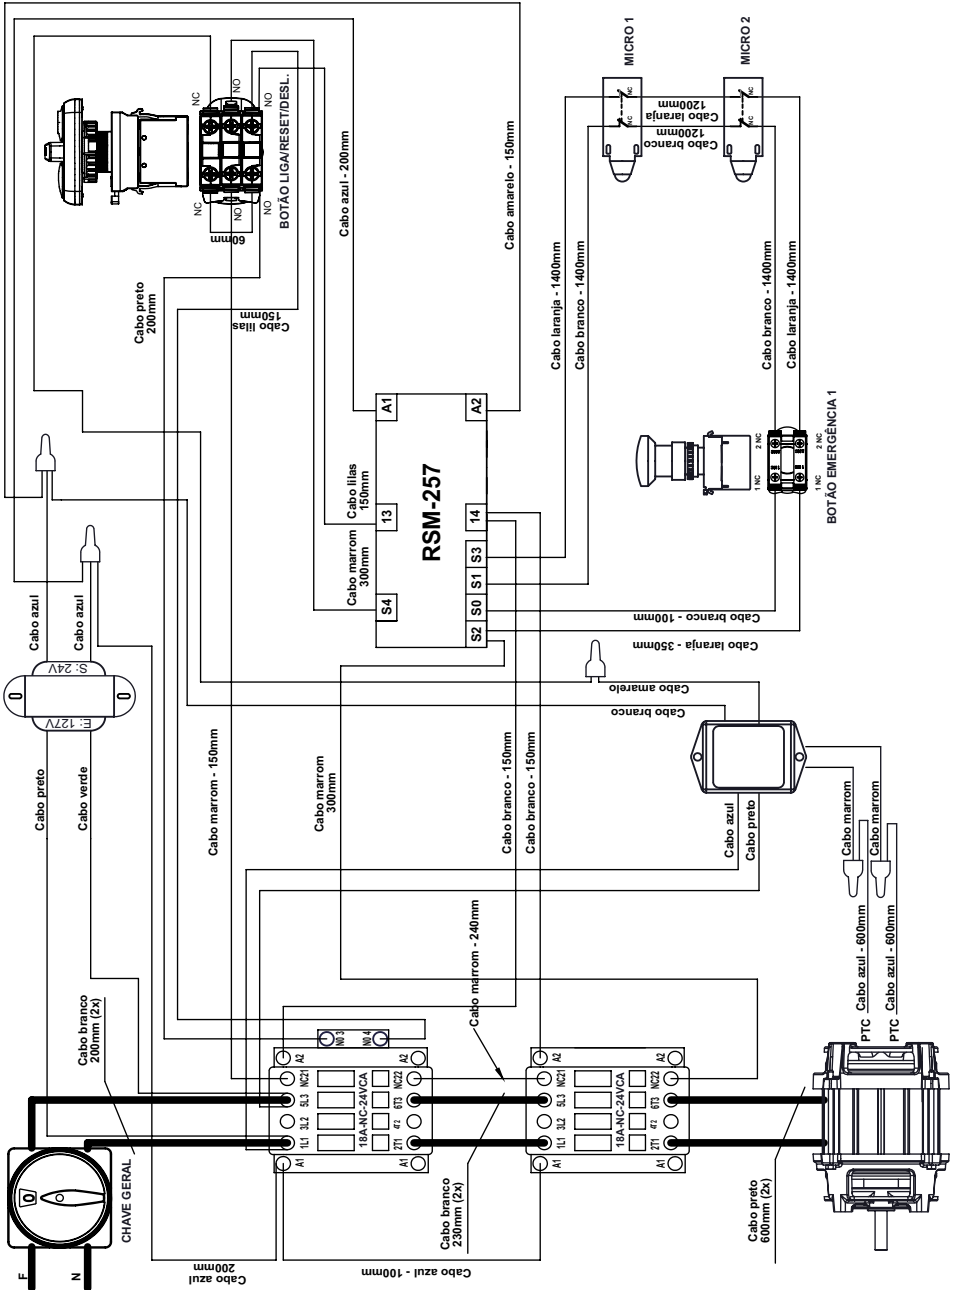 MICRO 1
MICRO 2
NC
NO
NO
NC
NO
NO
BOTÃO LIGA/RESET/DESL.
60mm
Cabo preto
200mm
Cabo lilas
150mm
Cabo azul - 200mm
Cabo amarelo - 150mm
NC
NC
NC
NC
Cabo laranja
1200mm
Cabo branco
1200mm
Cabo laranja - 1400mm
Cabo branco - 1400mm
Cabo branco - 1400mm
Cabo laranja - 1400mm
A1
A2
RSM-257
13
14
S4
S3
S1
S0
S2
Cabo lilas
150mm
Cabo marrom
300mm
1 NC
2 NC
1 NC
2 NC
BOTÃO EMERGÊNCIA 1
Cabo branco - 100mm
Cabo laranja - 350mm
Cabo azul
Cabo azul
S: 24V
E: 127V
Cabo preto
Cabo verde
Cabo amarelo
Cabo branco
Cabo marrom - 150mm
Cabo marrom
300mm
Cabo branco - 150mm
Cabo branco - 150mm
Cabo azul
Cabo preto
Cabo marrom
Cabo marrom
Cabo azul - 600mm
Cabo azul - 600mm
PTC
PTC
Cabo marrom - 240mm
Cabo branco
200mm (2x)
NO 3
NO 4
A2
A2
NC21
NC22
5L3
6T3
3L2
4T2
1L1
2T1
18A-NC-24VCA
A1
A1
A2
A2
NC21
NC22
5L3
6T3
3L2
4T2
1L1
2T1
18A-NC-24VCA
A1
A1
0
CHAVE GERAL
F
N
Cabo azul
200mm
Cabo azul - 100mm
Cabo branco
230mm (2x)
Cabo preto
600mm (2x)